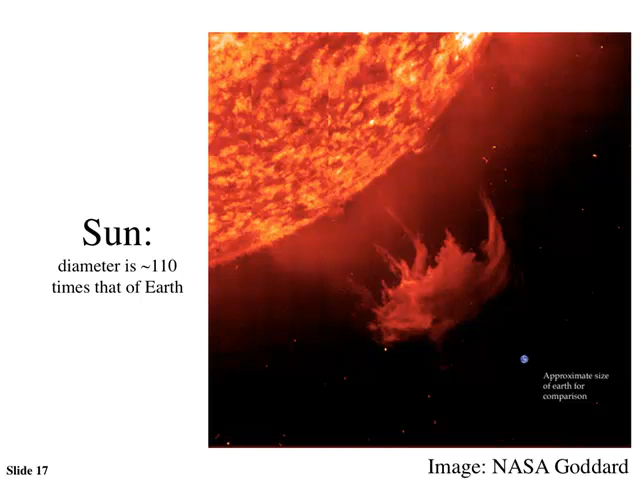 Sun:
diameter is ~110
times that of Earth
Approximate size
of earth for
comparison
Slide 17
Image: NASA Goddard